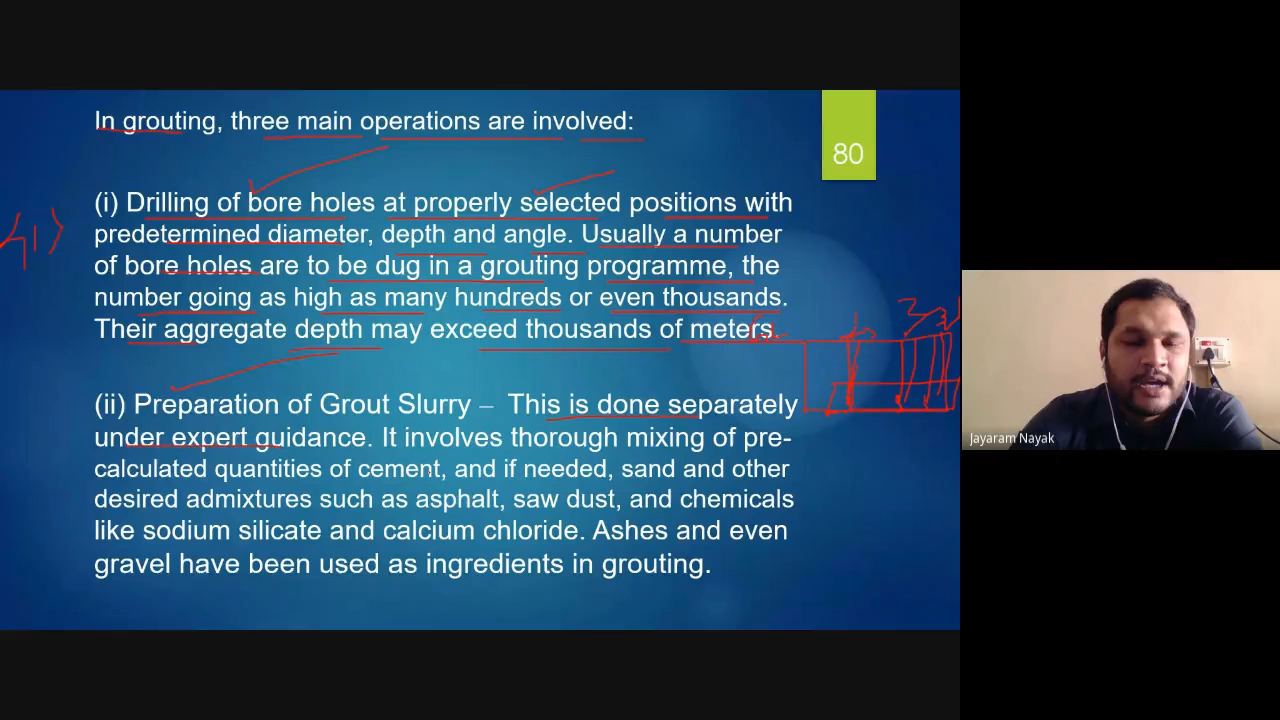 In grouting, three main operations are involved:
80
(i) Drilling of bore holes at properly selected positions with
predetermined diameter, depth and angle. Usually a number
of bore holes are to be dug in a grouting programme, the
number going as high as many hundreds or even thousands.
Their aggregate depth may exceed thousands of meters.
(ii) Preparation of Grout Slurry – This is done separately
under expert guidance. It involves thorough mixing of pre-
calculated quantities of cement, and if needed, sand and other
desired admixtures such as asphalt, saw dust, and chemicals
like sodium silicate and calcium chloride. Ashes and even
gravel have been used as ingredients in grouting.
Jayaram Nayak